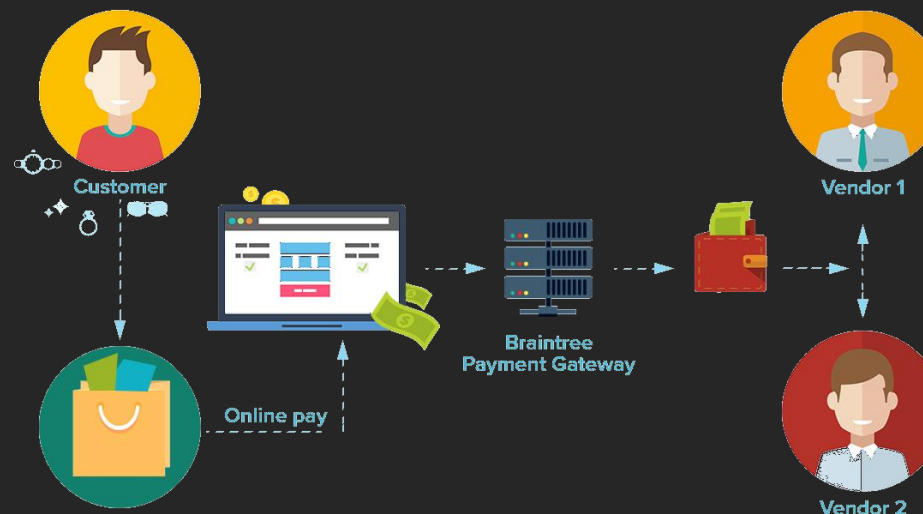 Customer
Vendor 1
Braintree
Payment Gateway
Online pay
Vendor 2